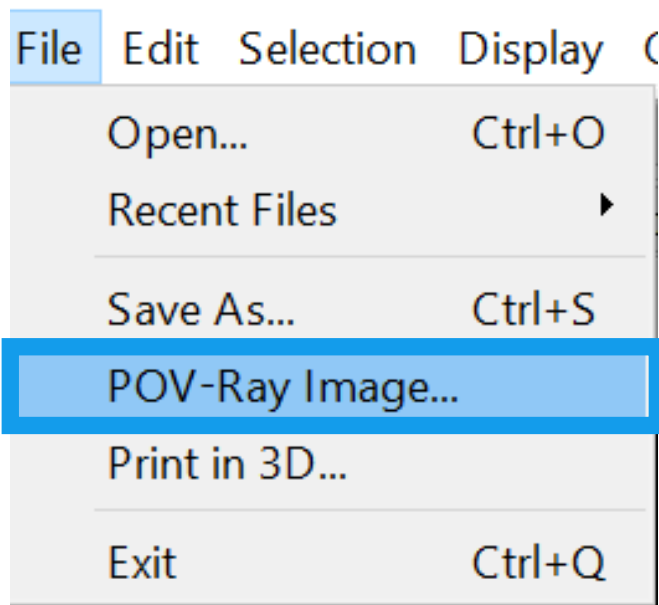 File Edit Selection Display
Open... Ctrl+O
Recent Files
Save As... Ctrl+S
POV-Ray Image...
Print in 3D...
Exit Ctrl+Q